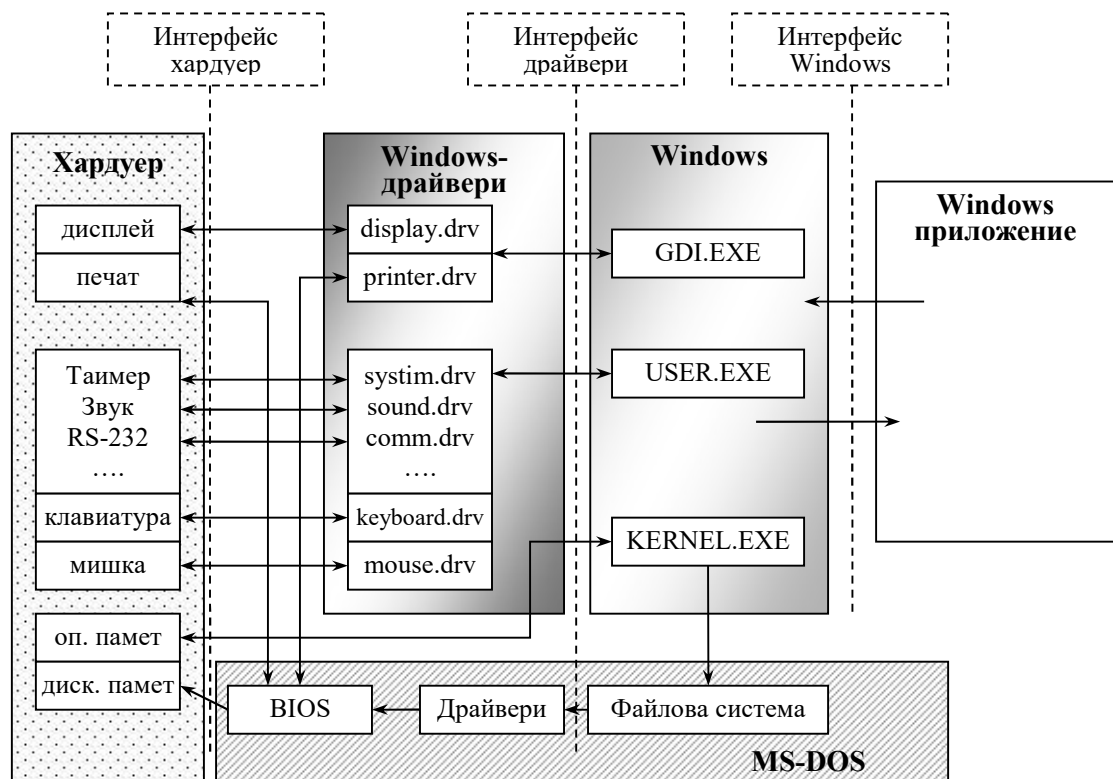 Интерфейс
хардуер
Интерфейс
драйвери
Интерфейс
Windows
Хардуер
дисплей
печат
Таимер
Звук
RS-232
….
клавиатура
мишка
оп. памет
диск. памет
Windows-
драйвери
display.drv
printer.drv
systim.drv
sound.drv
comm.drv
….
keyboard.drv
mouse.drv
Windows
GDI.EXE
USER.EXE
KERNEL.EXE
Windows
приложение
BIOS
Драйвери
Файлова система
MS-DOS